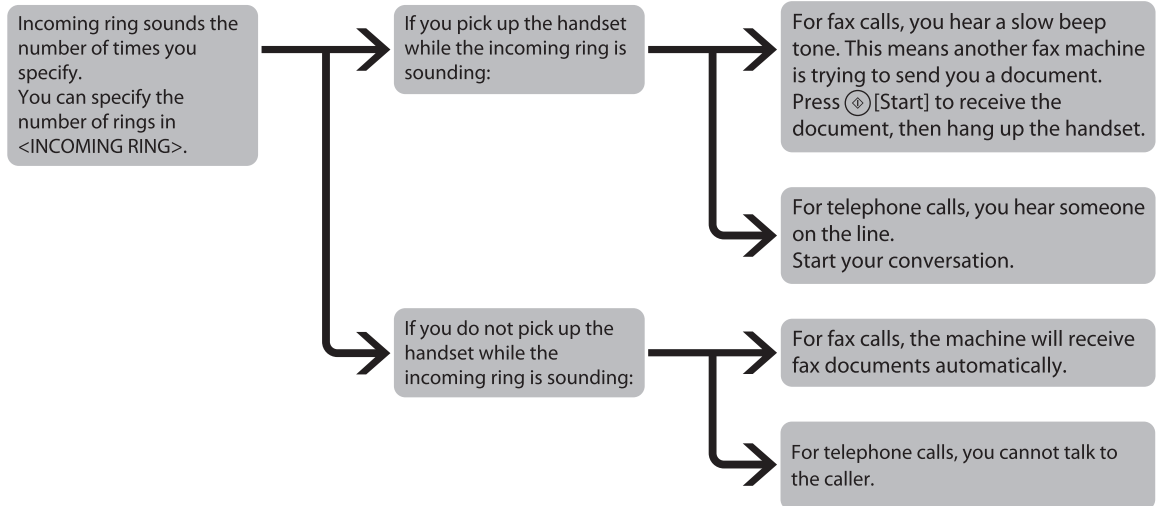 Incoming ring sounds the
number of times you
specify.
You can specify the
number of rings in
<INCOMING RING>.
If you pick up the handset
while the incoming ring is
sounding:
For fax calls, you hear a slow beep
tone. This means another fax machine
is trying to send you a document.
Press [Start] to receive the
document, then hang up the handset.
For telephone calls, you hear someone
on the line.
Start your conversation.
If you do not pick up the
handset while the
incoming ring is sounding:
For fax calls, the machine will receive
fax documents automatically.
For telephone calls, you cannot talk to
the caller.